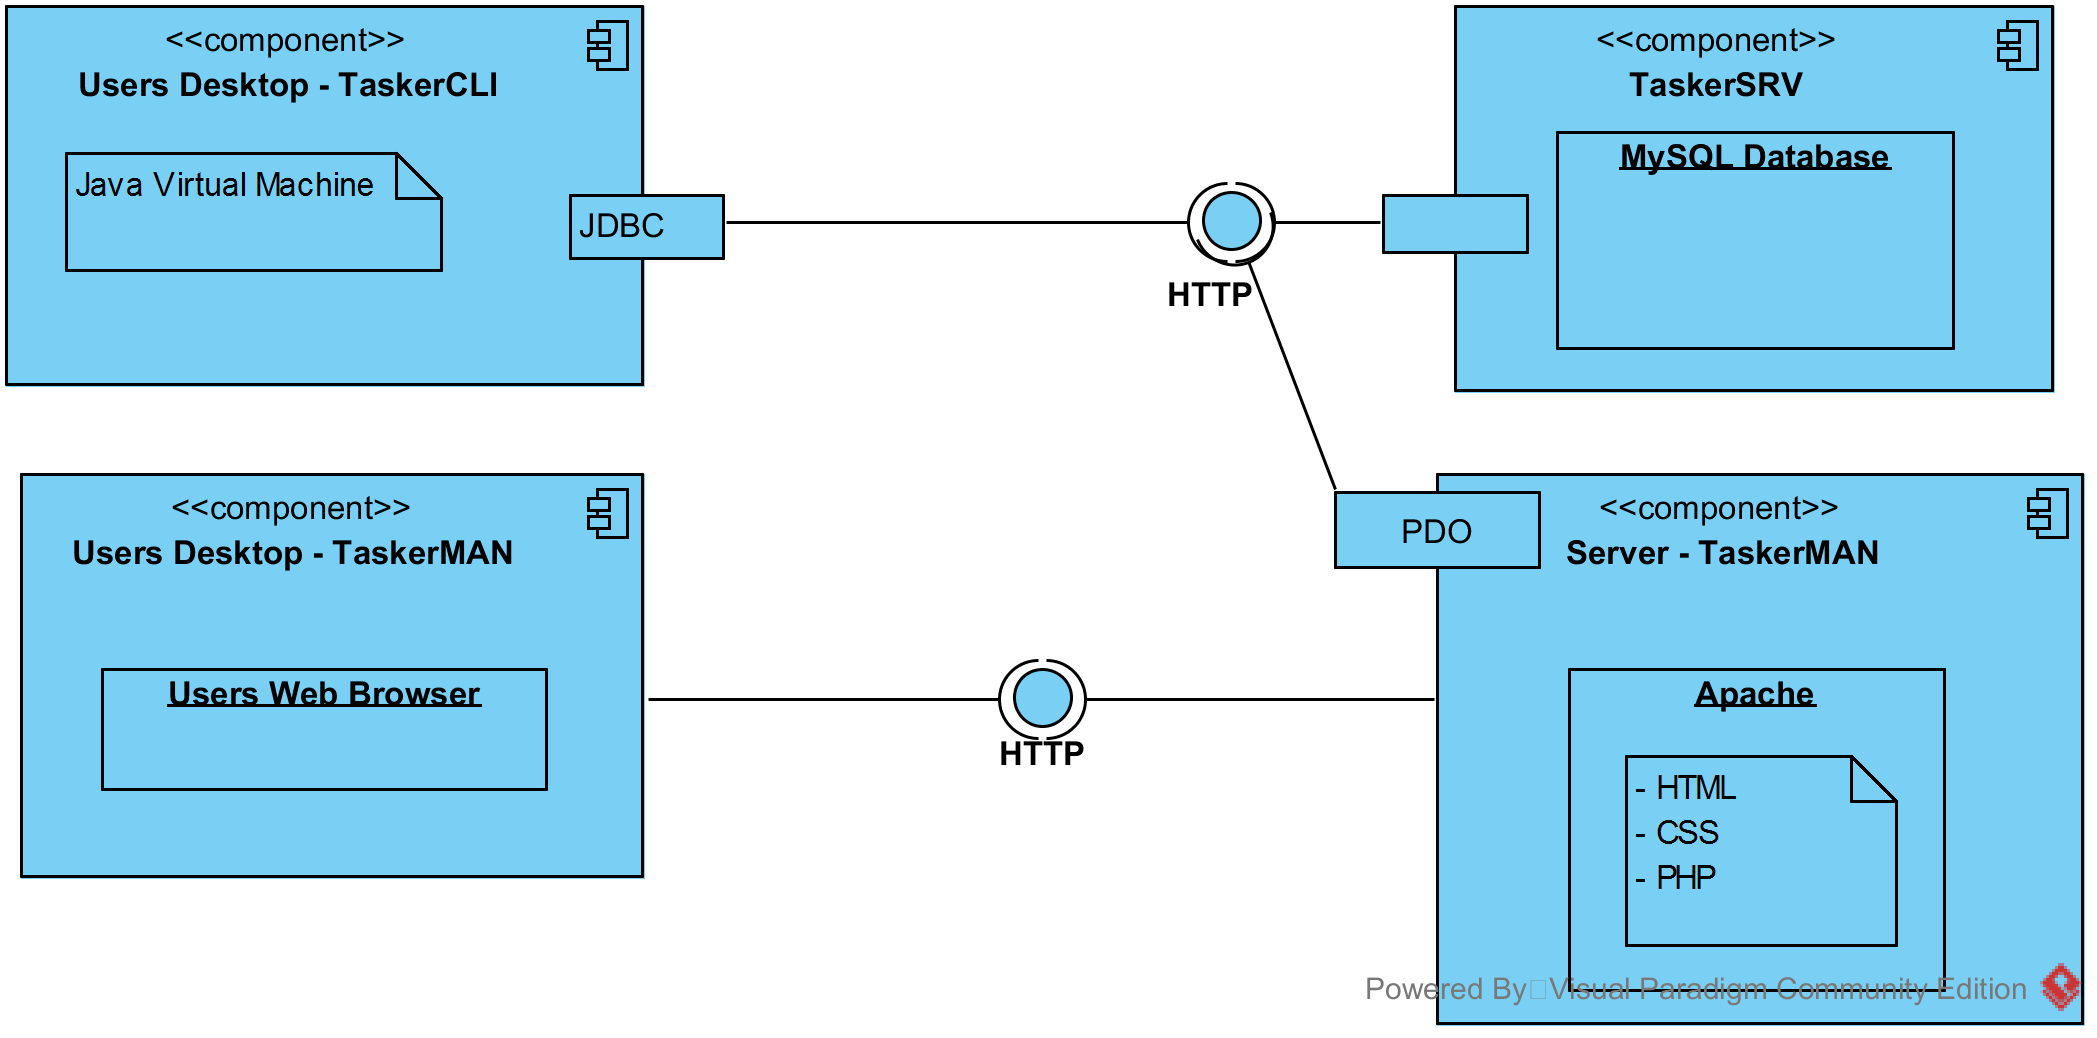 <<component>>
Users Desktop - TaskerCLI
Java Virtual Machine
JDBC
HTTP
<<component>>
TaskerSRV
MySQL Database
<<component>>
Users Desktop - TaskerMAN
Users Web Browser
HTTP
PDO
<<component>>
Server - TaskerMAN
Apache
- HTML
- CSS
- PHP
Powered By Visual Paradigm Community Edition